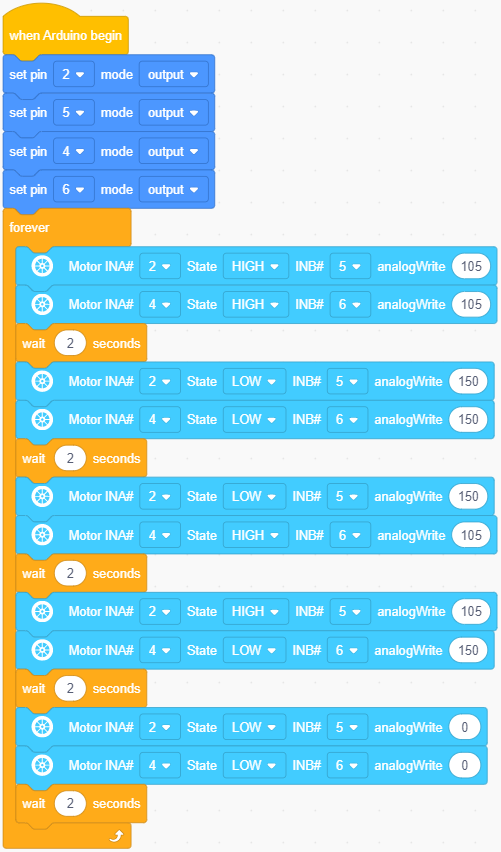 when Arduino begin
set pin 2 mode output
set pin 5 mode output
set pin 4 mode output
set pin 6 mode output
forever
Motor INA# 2 State HIGH INB# 5 analogWrite 105
Motor INA# 4 State HIGH INB# 6 analogWrite 105
wait 2 seconds
Motor INA# 2 State LOW INB# 5 analogWrite 150
Motor INA# 4 State LOW INB# 6 analogWrite 150
wait 2 seconds
Motor INA# 2 State LOW INB# 5 analogWrite 150
Motor INA# 4 State HIGH INB# 6 analogWrite 105
wait 2 seconds
Motor INA# 2 State HIGH INB# 5 analogWrite 105
Motor INA# 4 State LOW INB# 6 analogWrite 150
wait 2 seconds
Motor INA# 2 State LOW INB# 5 analogWrite 0
Motor INA# 4 State LOW INB# 6 analogWrite 0
wait 2 seconds